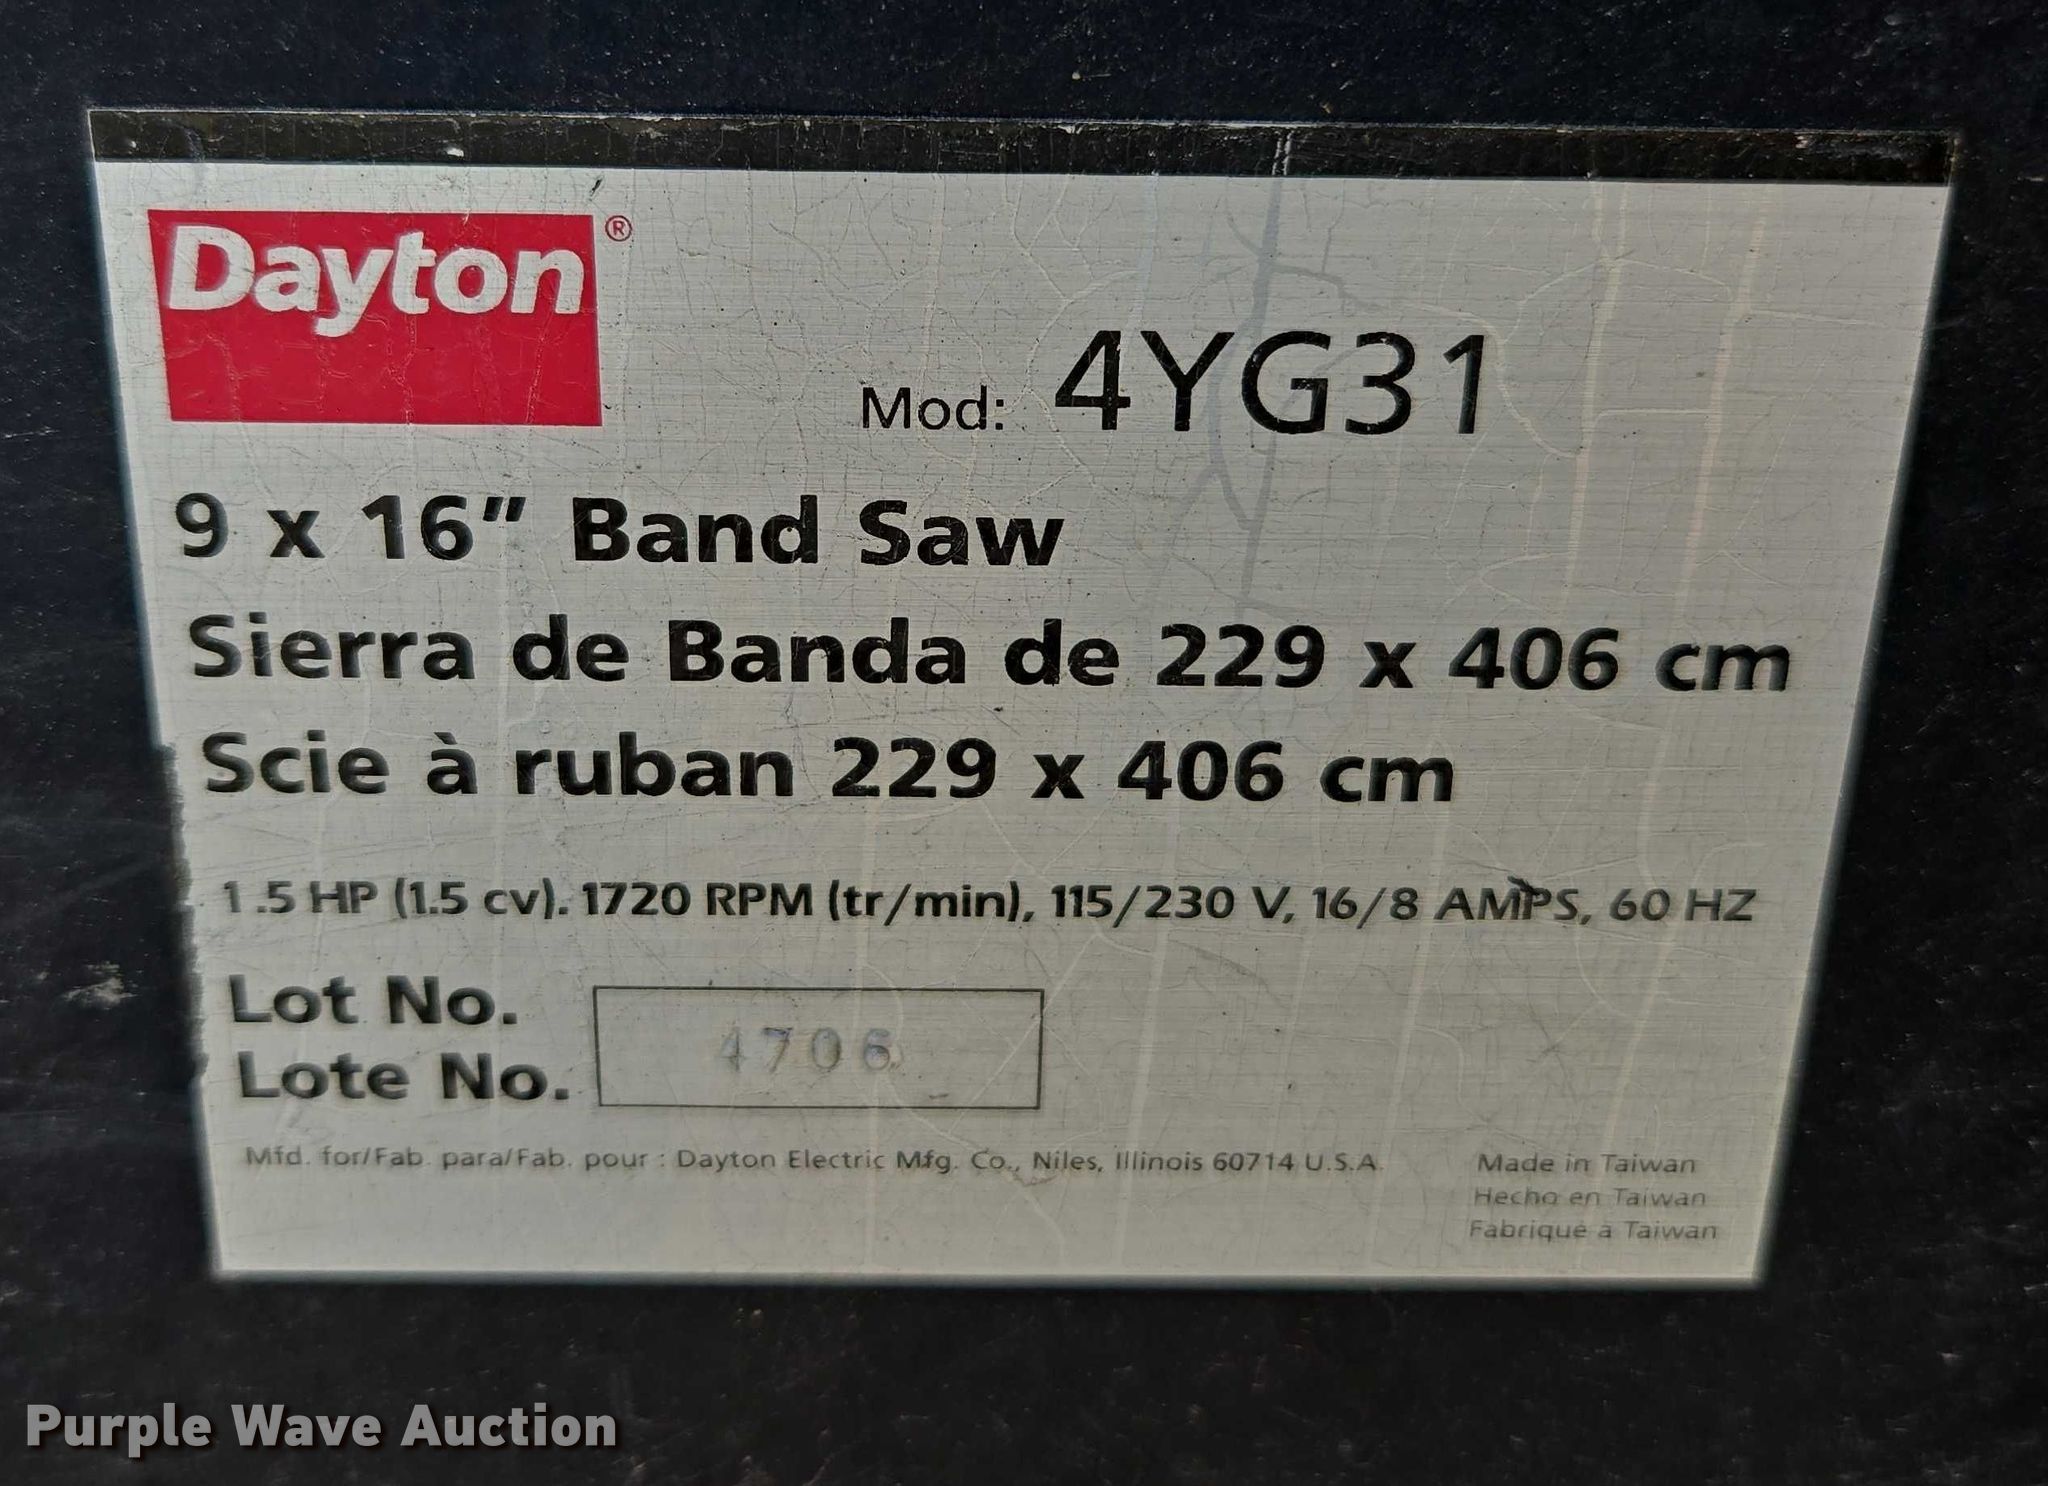 Dayton®
Mod: 4YG31
9 x 16" Band Saw
Sierra de Banda de 229 x 406 cm
Scie à ruban 229 x 406 cm
1.5 HP (1.5 cv). 1720 RPM (tr/min), 115/230 V, 16/8 AMPS, 60 HZ
Lot No.
Lote No.
4706
Mfd. for/Fab. para/Fab. pour : Dayton Electric Mfg. Co., Niles, Illinois 60714 U.S.A.
Made in Taiwan
Hecho en Taiwan
Fabriqué à Taiwan
Purple Wave Auction